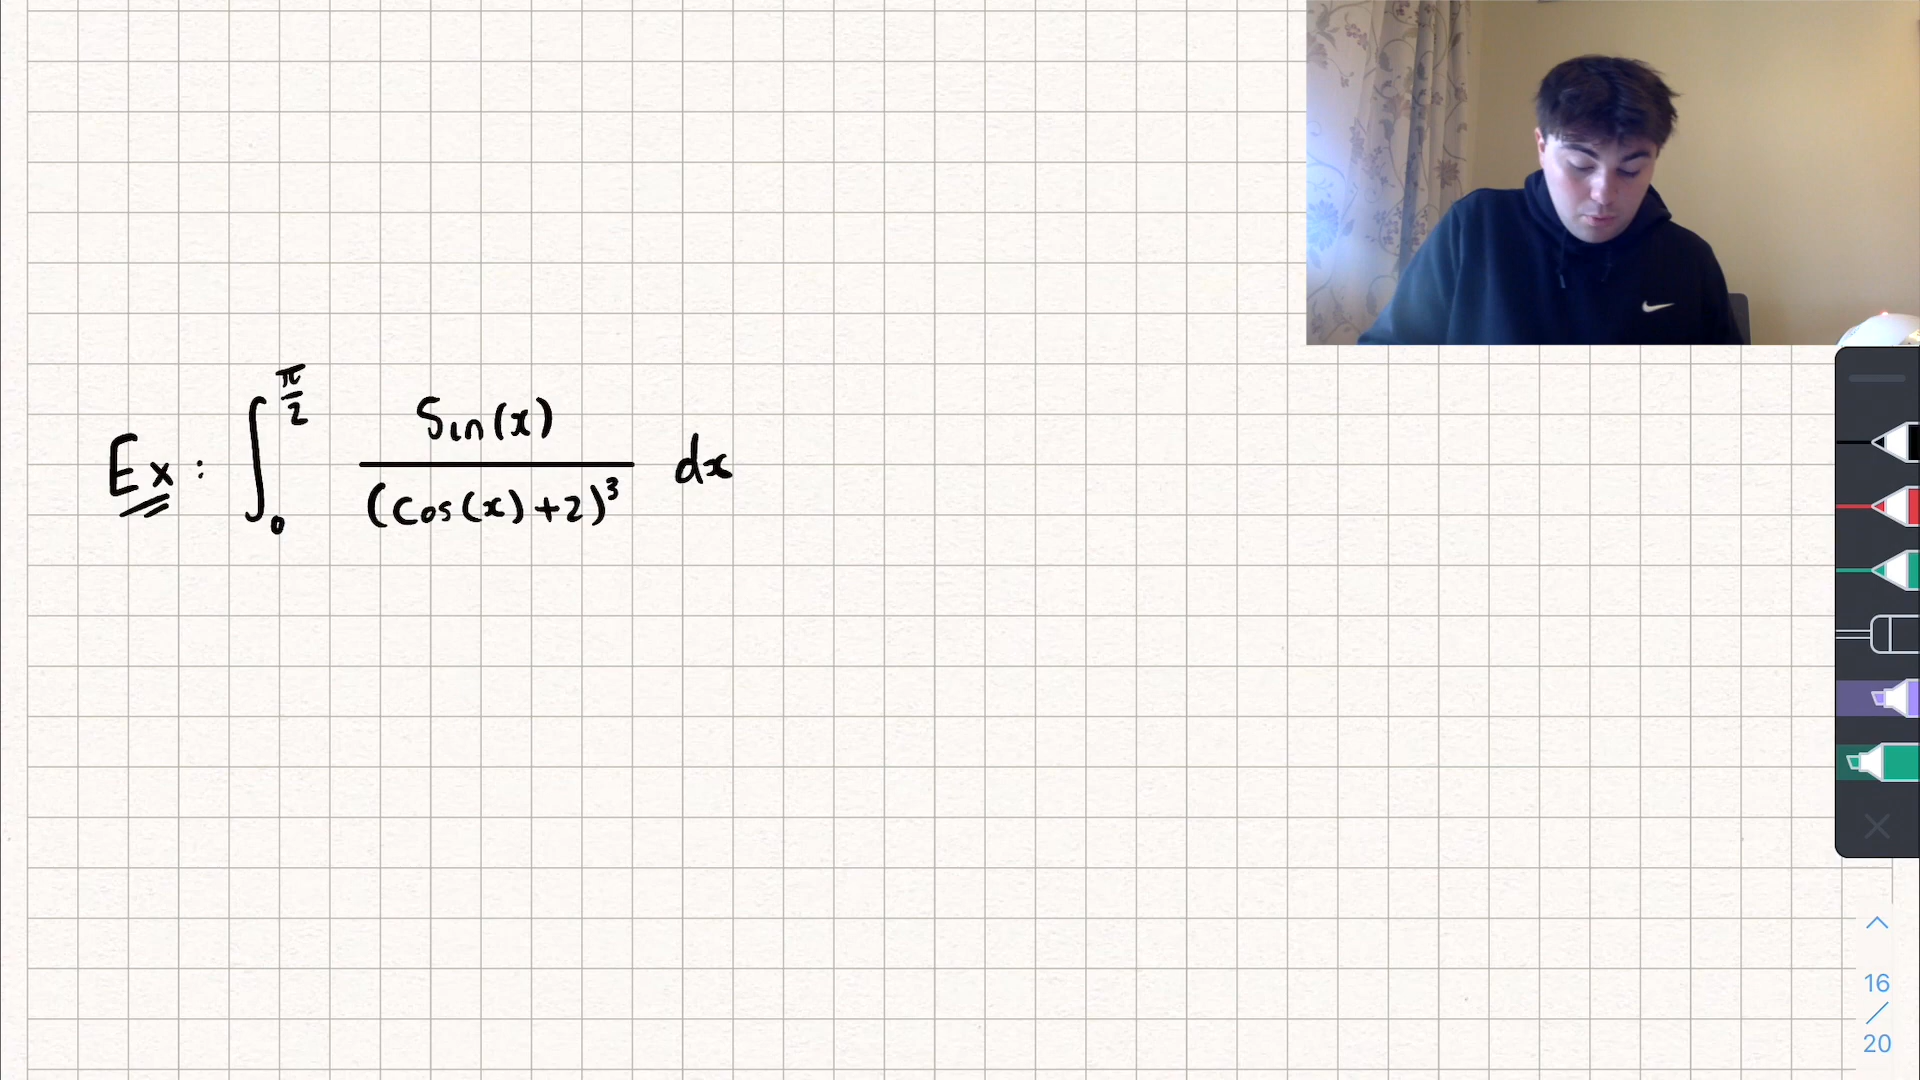 Ex: ∫₀^(π/2) Sin(x) / (Cos(x)+2)³ dx
16
/
20